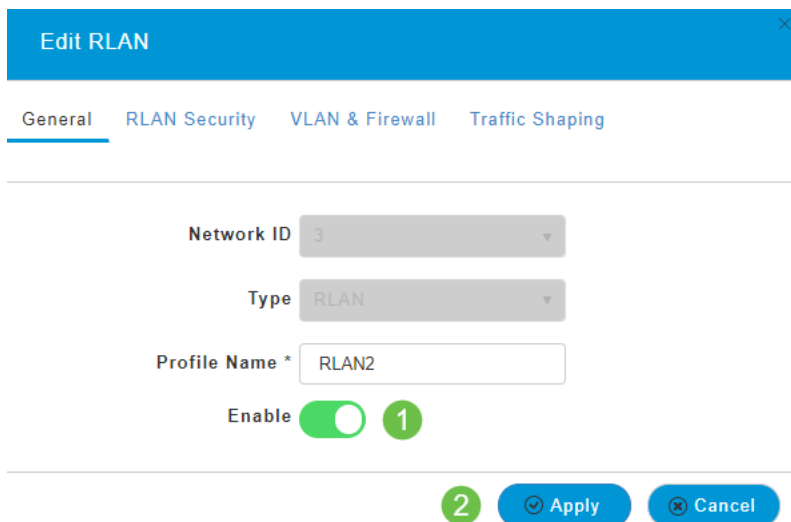 Edit RLAN
General RLAN Security VLAN & Firewall Traffic Shaping
Network ID 3
Type RLAN
Profile Name * RLAN2
Enable 1
2 Apply Cancel